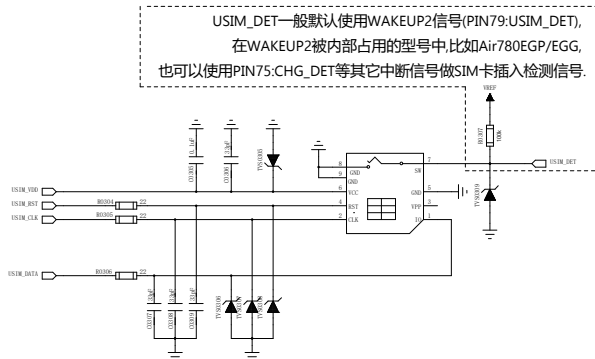 USIM_DET一般默认使用WAKEUP2信号(PIN79:USIM_DET),
在WAKEUP2被内部占用的型号中,比如Air780EGP/EGG,
也可以使用PIN75:CHG_DET等其它中断信号做SIM卡插入检测信号.
VREF
R0307
100k
C0305
0.1uF
C0306
33pF
TVS0305
8
GND
9
GND
7
SW
USIM_DET
USIM_VDD
6
VCC
GND
5
USIM_RST
R0304
22
4
RST
VPP
3
USIM_CLK
R0305
22
2
CLK
IO
1
TVS0309
USIM_DATA
R0306
22
C0307
33pF
C0308
33pF
C0309
33pF
TVS0306
TVS0307
TVS0308